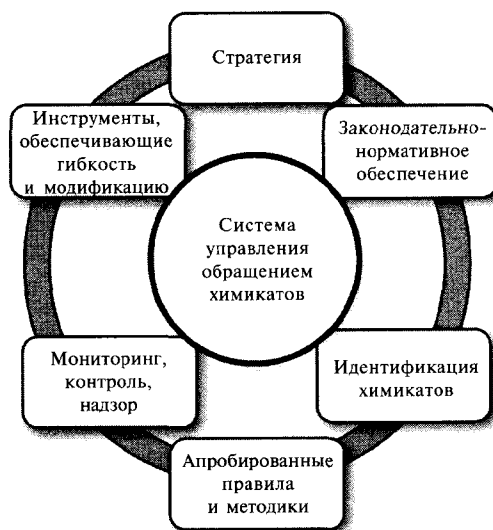 Стратегия
Инструменты,
обеспечивающие
гибкость
и модификацию
Законодательно-
нормативное
обеспечение
Система
управления
обращением
химикатов
Мониторинг,
контроль,
надзор
Идентификация
химикатов
Апробированные
правила
и методики